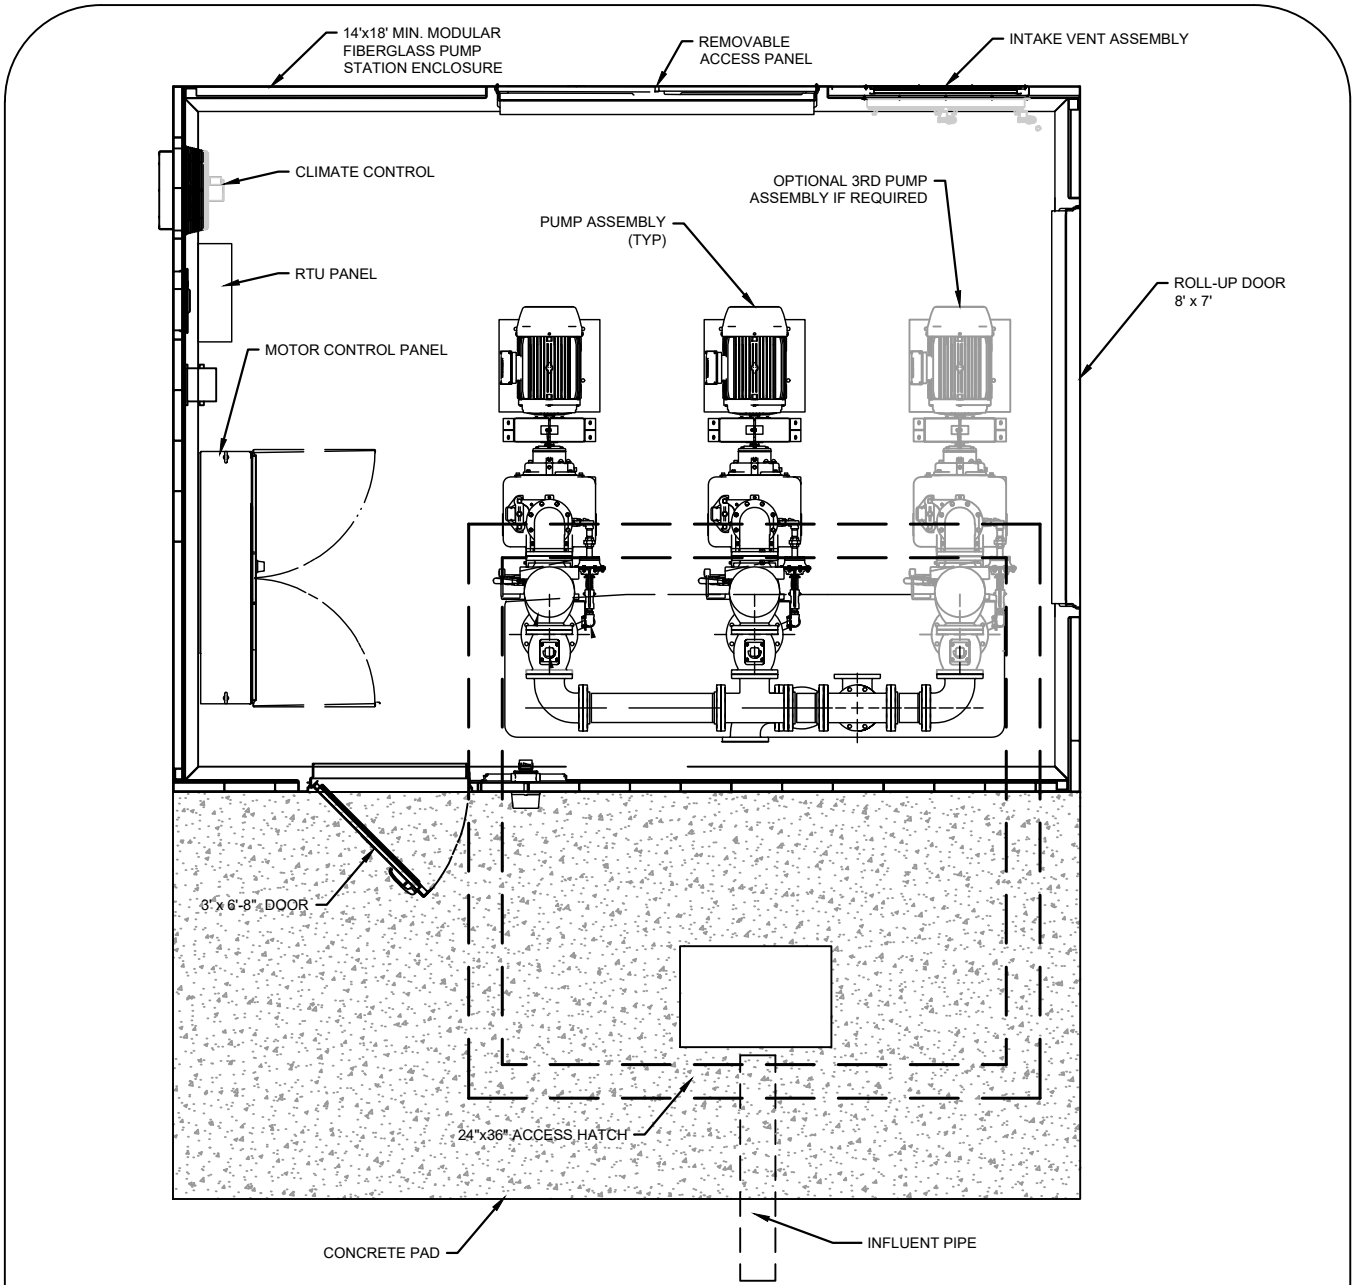 14'x18' MIN. MODULAR
FIBERGLASS PUMP
STATION ENCLOSURE
REMOVABLE
ACCESS PANEL
INTAKE VENT ASSEMBLY
CLIMATE CONTROL
OPTIONAL 3RD PUMP
ASSEMBLY IF REQUIRED
PUMP ASSEMBLY
(TYP)
RTU PANEL
ROLL-UP DOOR
8' x 7'
MOTOR CONTROL PANEL
3' x 6'-8" DOOR
24"x36" ACCESS HATCH
CONCRETE PAD
INFLUENT PIPE